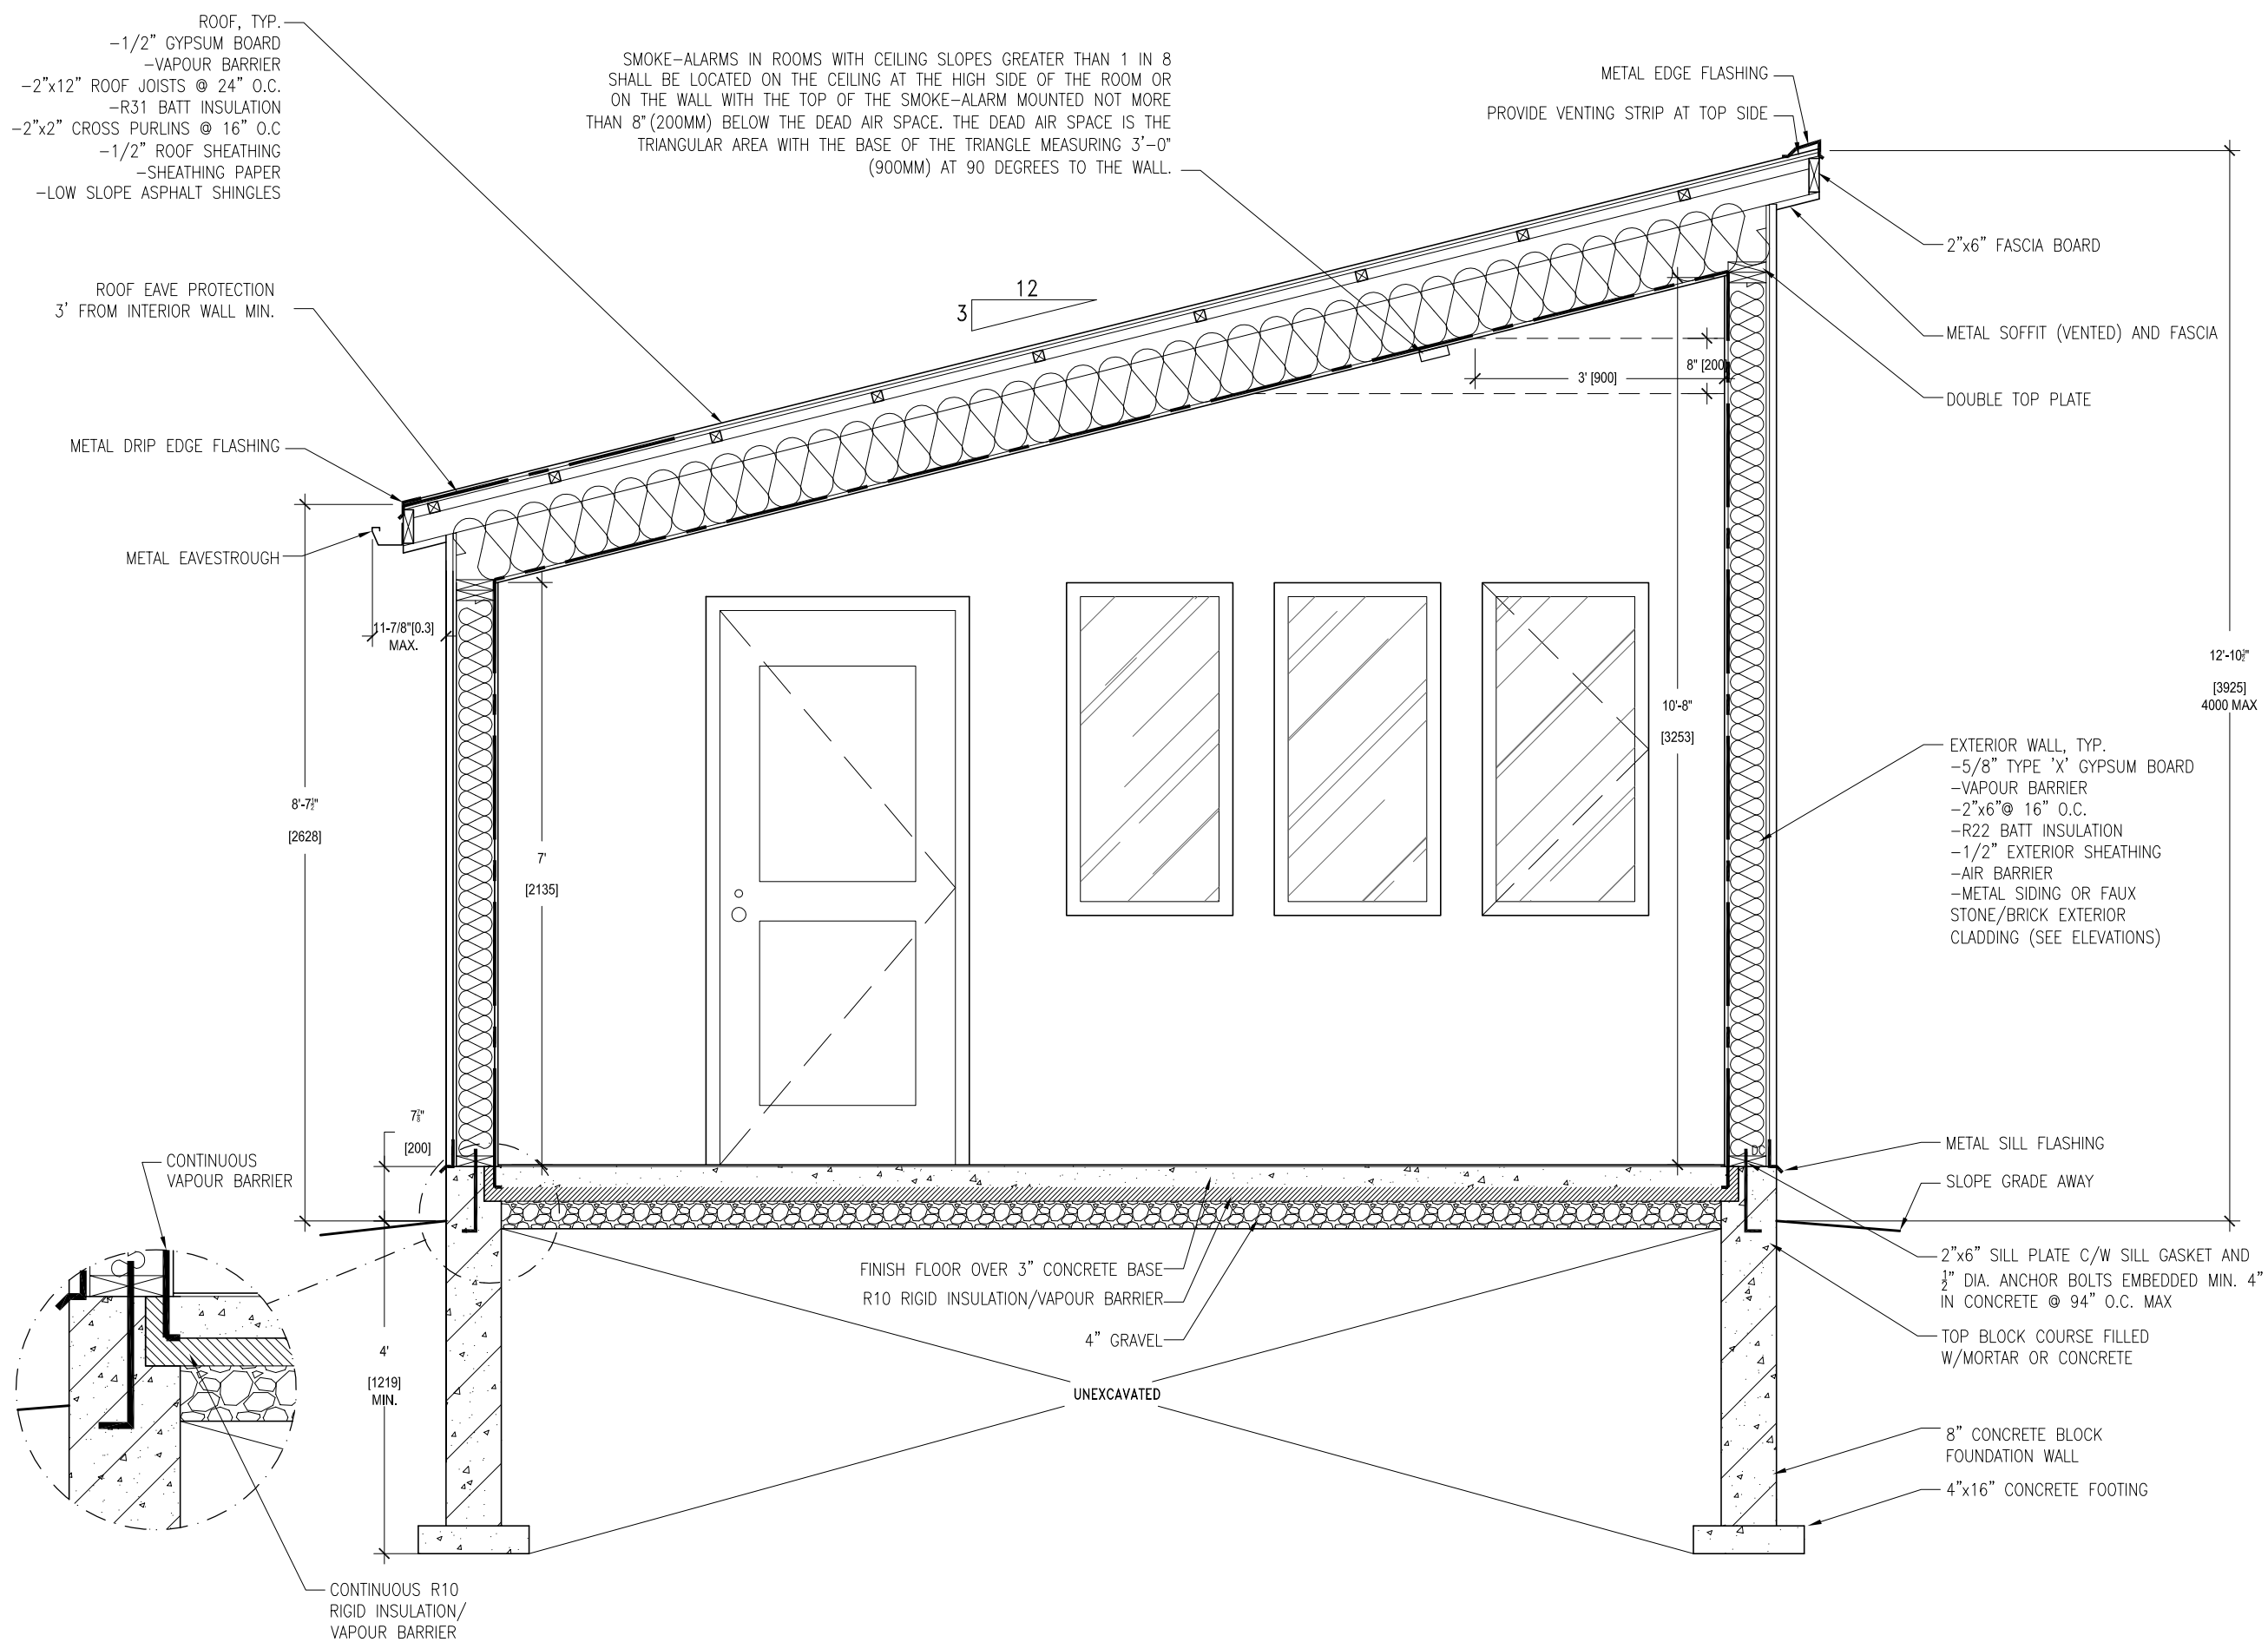 ROOF, TYP.
-1/2" GYPSUM BOARD
-VAPOUR BARRIER
-2"x12" ROOF JOISTS @ 24" O.C.
-R31 BATT INSULATION
-2"x2" CROSS PURLINS @ 16" O.C
-1/2" ROOF SHEATHING
-SHEATHING PAPER
-LOW SLOPE ASPHALT SHINGLES
SMOKE-ALARMS IN ROOMS WITH CEILING SLOPES GREATER THAN 1 IN 8
SHALL BE LOCATED ON THE CEILING AT THE HIGH SIDE OF THE ROOM OR
ON THE WALL WITH THE TOP OF THE SMOKE-ALARM MOUNTED NOT MORE
THAN 8" (200MM) BELOW THE DEAD AIR SPACE. THE DEAD AIR SPACE IS THE
TRIANGULAR AREA WITH THE BASE OF THE TRIANGLE MEASURING 3'-0"
(900MM) AT 90 DEGREES TO THE WALL.
METAL EDGE FLASHING
PROVIDE VENTING STRIP AT TOP SIDE
2"x6" FASCIA BOARD
METAL SOFFIT (VENTED) AND FASCIA
DOUBLE TOP PLATE
ROOF EAVE PROTECTION
3' FROM INTERIOR WALL MIN.
12
3
8" [200]
3' [900]
METAL DRIP EDGE FLASHING
METAL EAVESTROUGH
11-7/8"[0.3]
MAX.
12'-10½"
[3925]
4000 MAX
10'-8"
[3253]
8'-7½"
[2628]
7'
[2135]
EXTERIOR WALL, TYP.
-5/8" TYPE 'X' GYPSUM BOARD
-VAPOUR BARRIER
-2"x6"@ 16" O.C.
-R22 BATT INSULATION
-1/2" EXTERIOR SHEATHING
-AIR BARRIER
-METAL SIDING OR FAUX
STONE/BRICK EXTERIOR
CLADDING (SEE ELEVATIONS)
7⅞"
[200]
CONTINUOUS
VAPOUR BARRIER
METAL SILL FLASHING
SLOPE GRADE AWAY
2"x6" SILL PLATE C/W SILL GASKET AND
½" DIA. ANCHOR BOLTS EMBEDDED MIN. 4"
IN CONCRETE @ 94" O.C. MAX
TOP BLOCK COURSE FILLED
W/MORTAR OR CONCRETE
8" CONCRETE BLOCK
FOUNDATION WALL
4"x16" CONCRETE FOOTING
FINISH FLOOR OVER 3" CONCRETE BASE
R10 RIGID INSULATION/VAPOUR BARRIER
4" GRAVEL
UNEXCAVATED
4'
[1219]
MIN.
CONTINUOUS R10
RIGID INSULATION/
VAPOUR BARRIER